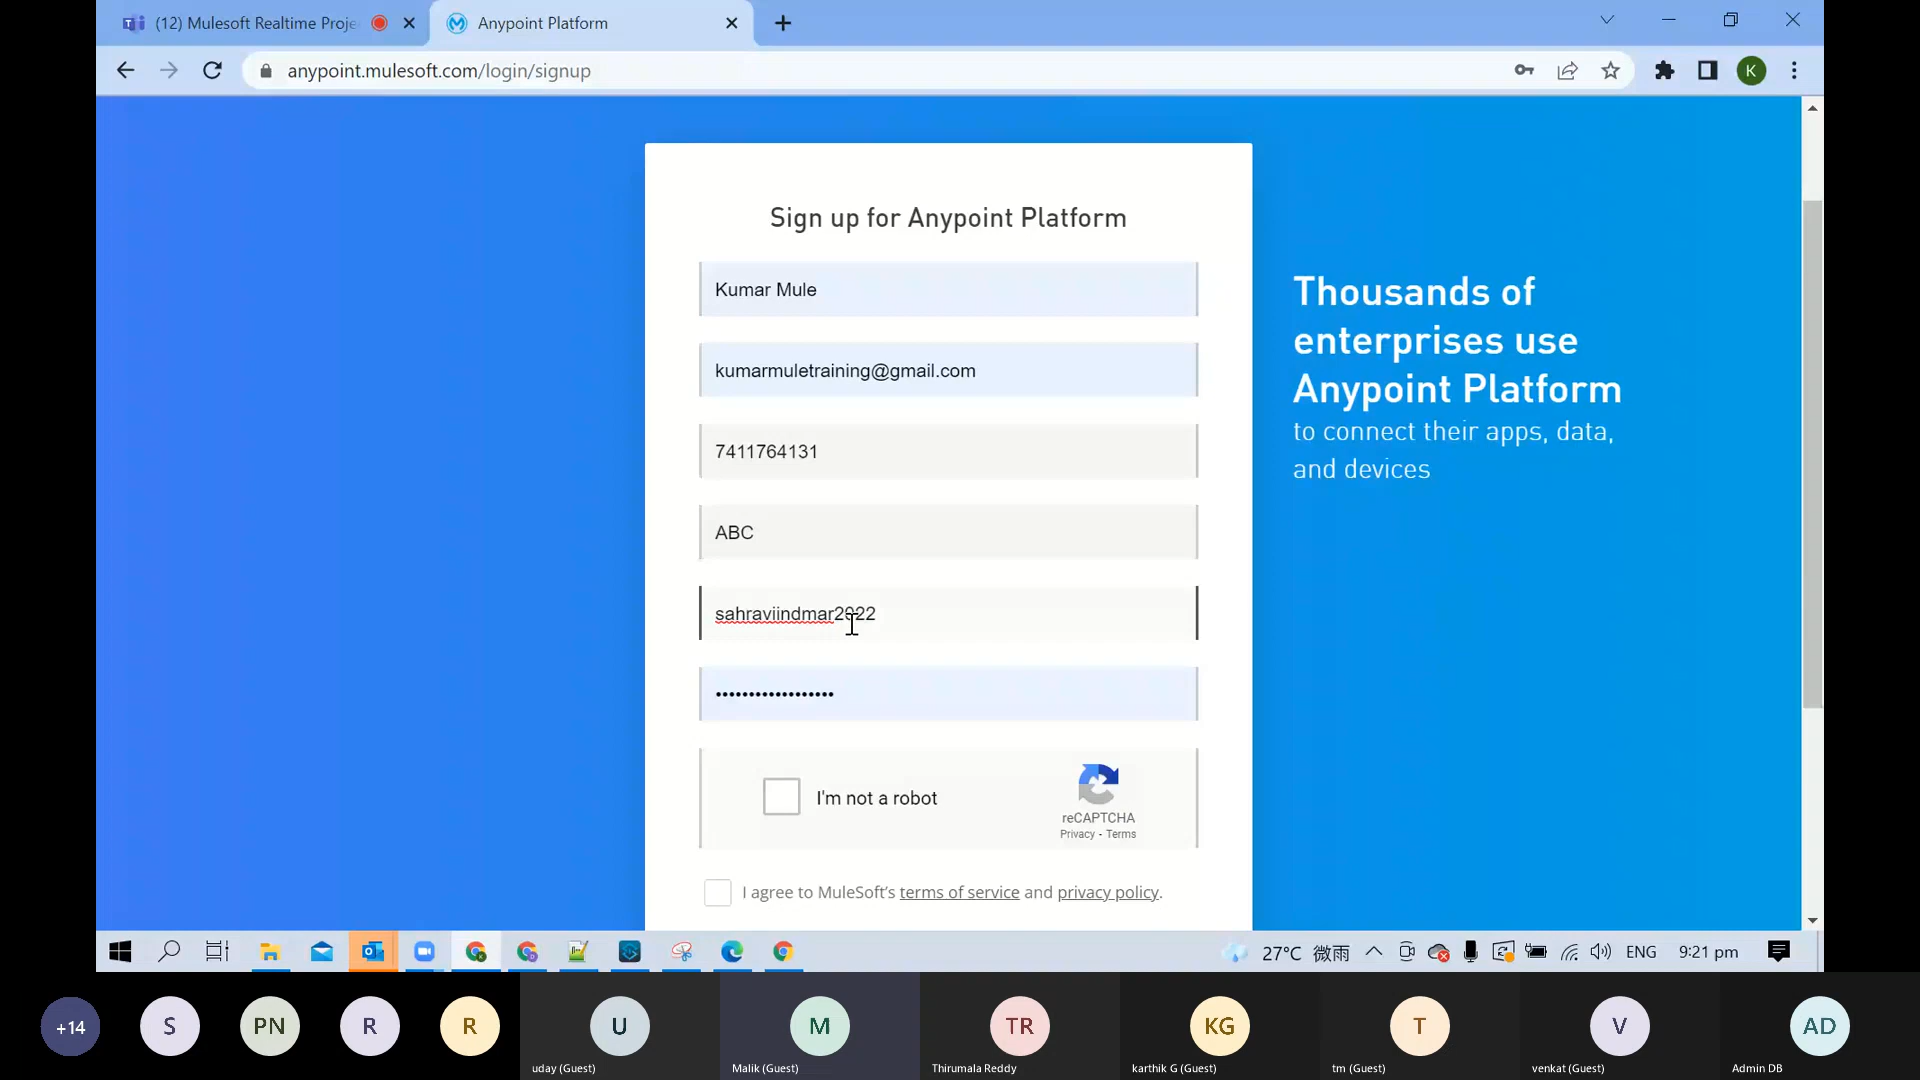 (12) Mulesoft Realtime Proje
Anypoint Platform
anypoint.mulesoft.com/login/signup
K
Sign up for Anypoint Platform
Kumar Mule
kumarmuletraining@gmail.com
7411764131
ABC
sahraviindmar2022
••••••••••••••••••
I'm not a robot
reCAPTCHA
Privacy - Terms
I agree to MuleSoft's terms of service and privacy policy.
Thousands of
enterprises use
Anypoint Platform
to connect their apps, data,
and devices
27°C 微雨
ENG
9:21 pm
+14
S
PN
R
R
U
uday (Guest)
M
Malik (Guest)
TR
Thirumala Reddy
KG
karthik G (Guest)
T
tm (Guest)
V
venkat (Guest)
AD
Admin DB